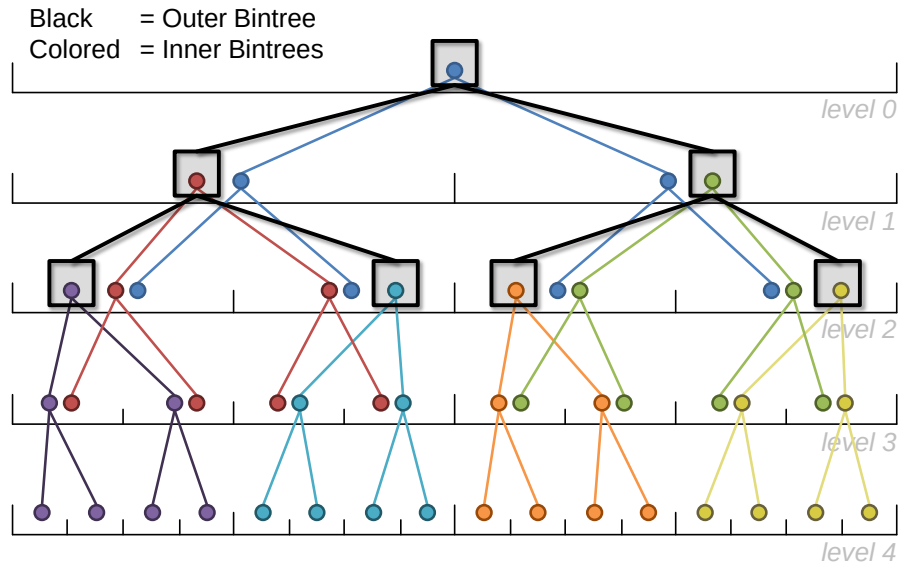 Black = Outer Bintree
Colored = Inner Bintrees
level 0
level 1
level 2
level 3
level 4